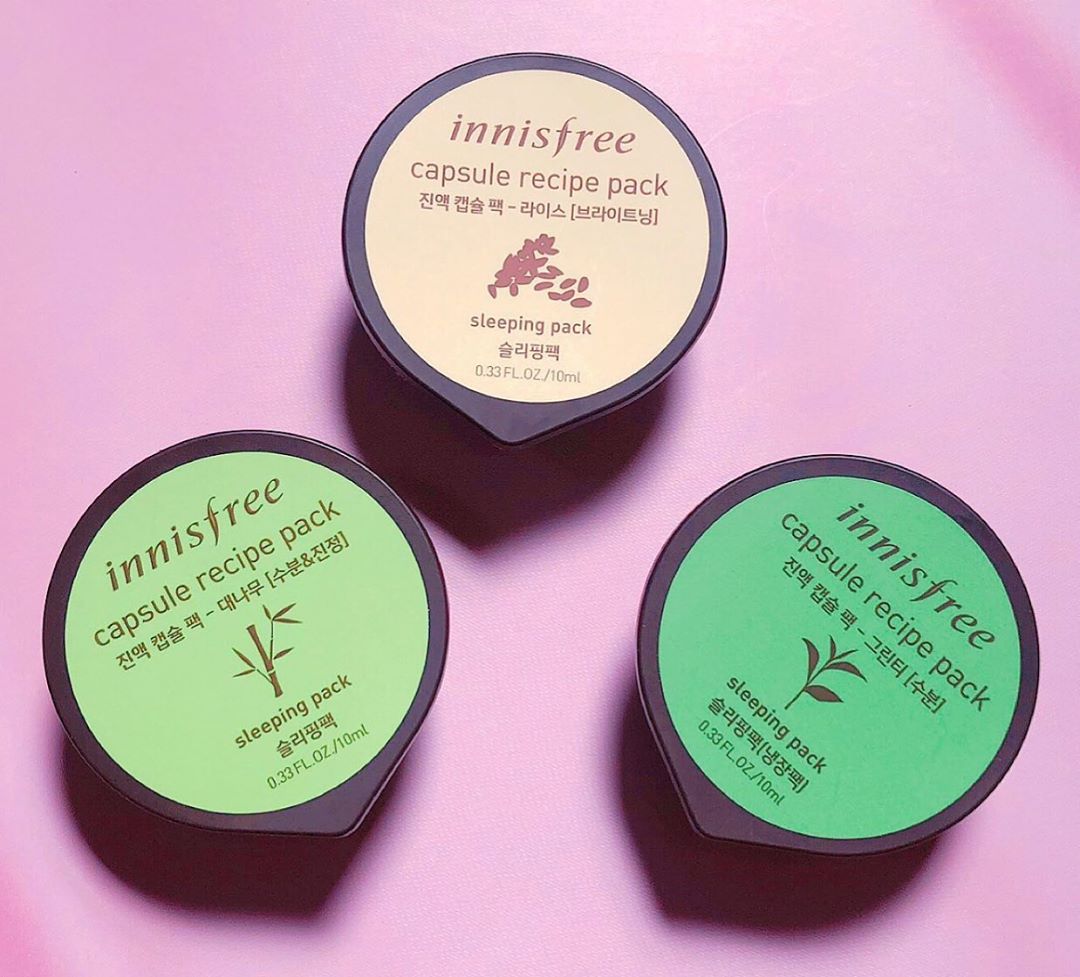 innisfree
capsule recipe pack
진액 캡슐 팩 - 라이스 [브라이트닝]
sleeping pack
슬리핑팩
0.33 FL.OZ./10ml
innisfree
capsule recipe pack
진액 캡슐 팩 - 대나무 [수분&진정]
sleeping pack
슬리핑팩
0.33 FL.OZ./10ml
innisfree
capsule recipe pack
진액 캡슐 팩 - 그린티 [수분]
sleeping pack
슬리핑팩(냉장팩)
0.33 FL.OZ./10ml